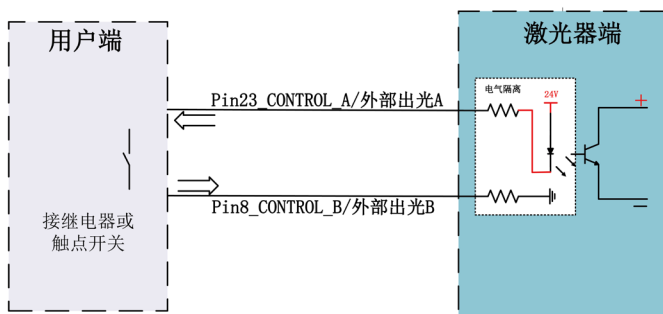 用户端
激光器端
电气隔离
24V
Pin23_CONTROL_A/外部出光A
+
Pin8_CONTROL_B/外部出光B
—
接继电器或
触点开关